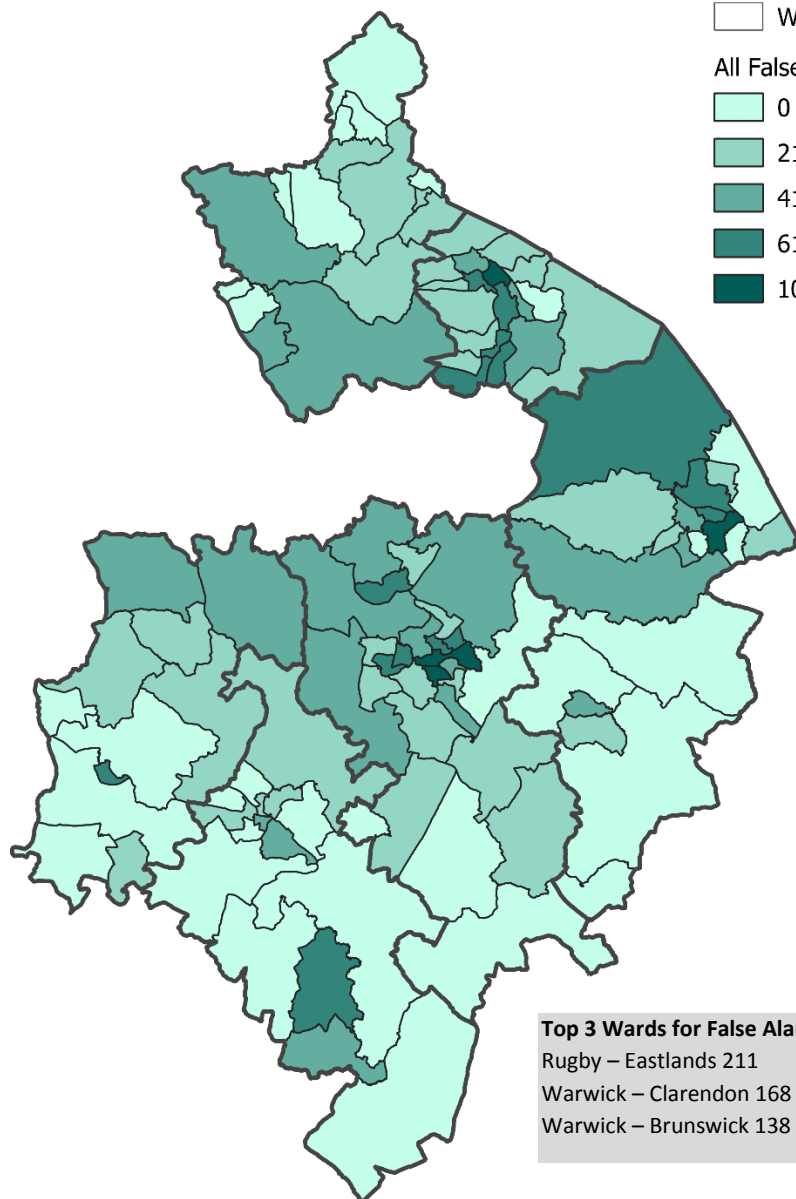 W
All False
0
21
41
61
10
Top 3 Wards for False Ala
Rugby – Eastlands 211
Warwick – Clarendon 168
Warwick – Brunswick 138